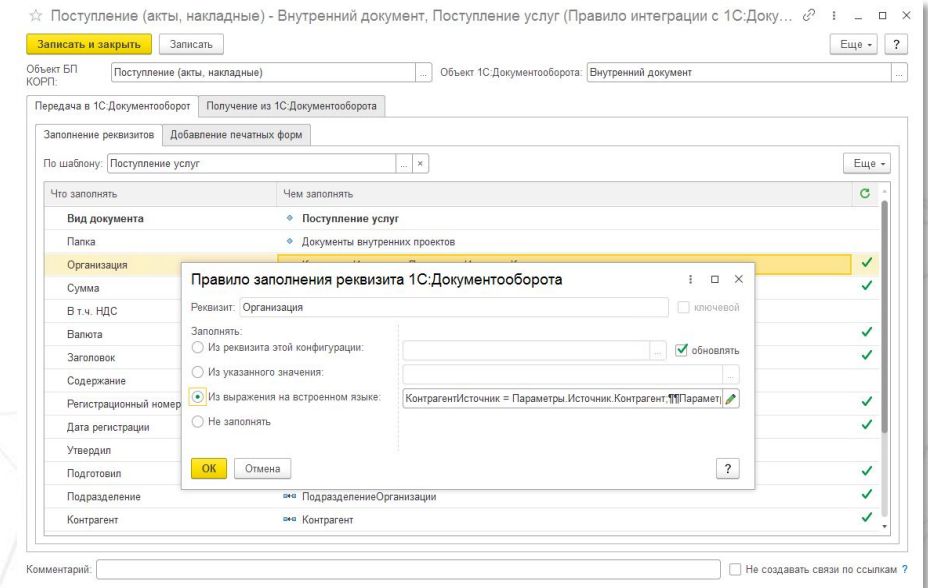 Поступление (акты, накладные) - Внутренний документ, Поступление услуг (Правило интеграции с 1С:Доку...
Записать и закрыть Записать Еще ?
Объект БП КОРП: Поступление (акты, накладные) ... Объект 1С:Документооборота: Внутренний документ ...
Передача в 1С:Документооборот Получение из 1С:Документооборота
Заполнение реквизитов Добавление печатных форм
По шаблону: Поступление услуг ... × Еще
Что заполнять Чем заполнять
Вид документа Поступление услуг
Папка Документы внутренних проектов
Организация
Сумма
В т.ч. НДС
Валюта
Заголовок
Содержание
Регистрационный номер
Дата регистрации
Утвердил
Подготовил
Подразделение ПодразделениеОрганизации
Контрагент Контрагент
Правило заполнения реквизита 1С:Документооборота
Реквизит: Организация ключевой
Заполнять:
Из реквизита этой конфигурации: ... обновлять
Из указанного значения: ...
Из выражения на встроенном языке: КонтрагентИсточник = Параметры.Источник.Контрагент;¶¶Парамет
Не заполнять
ОК Отмена ?
Комментарий: Не создавать связи по ссылкам ?